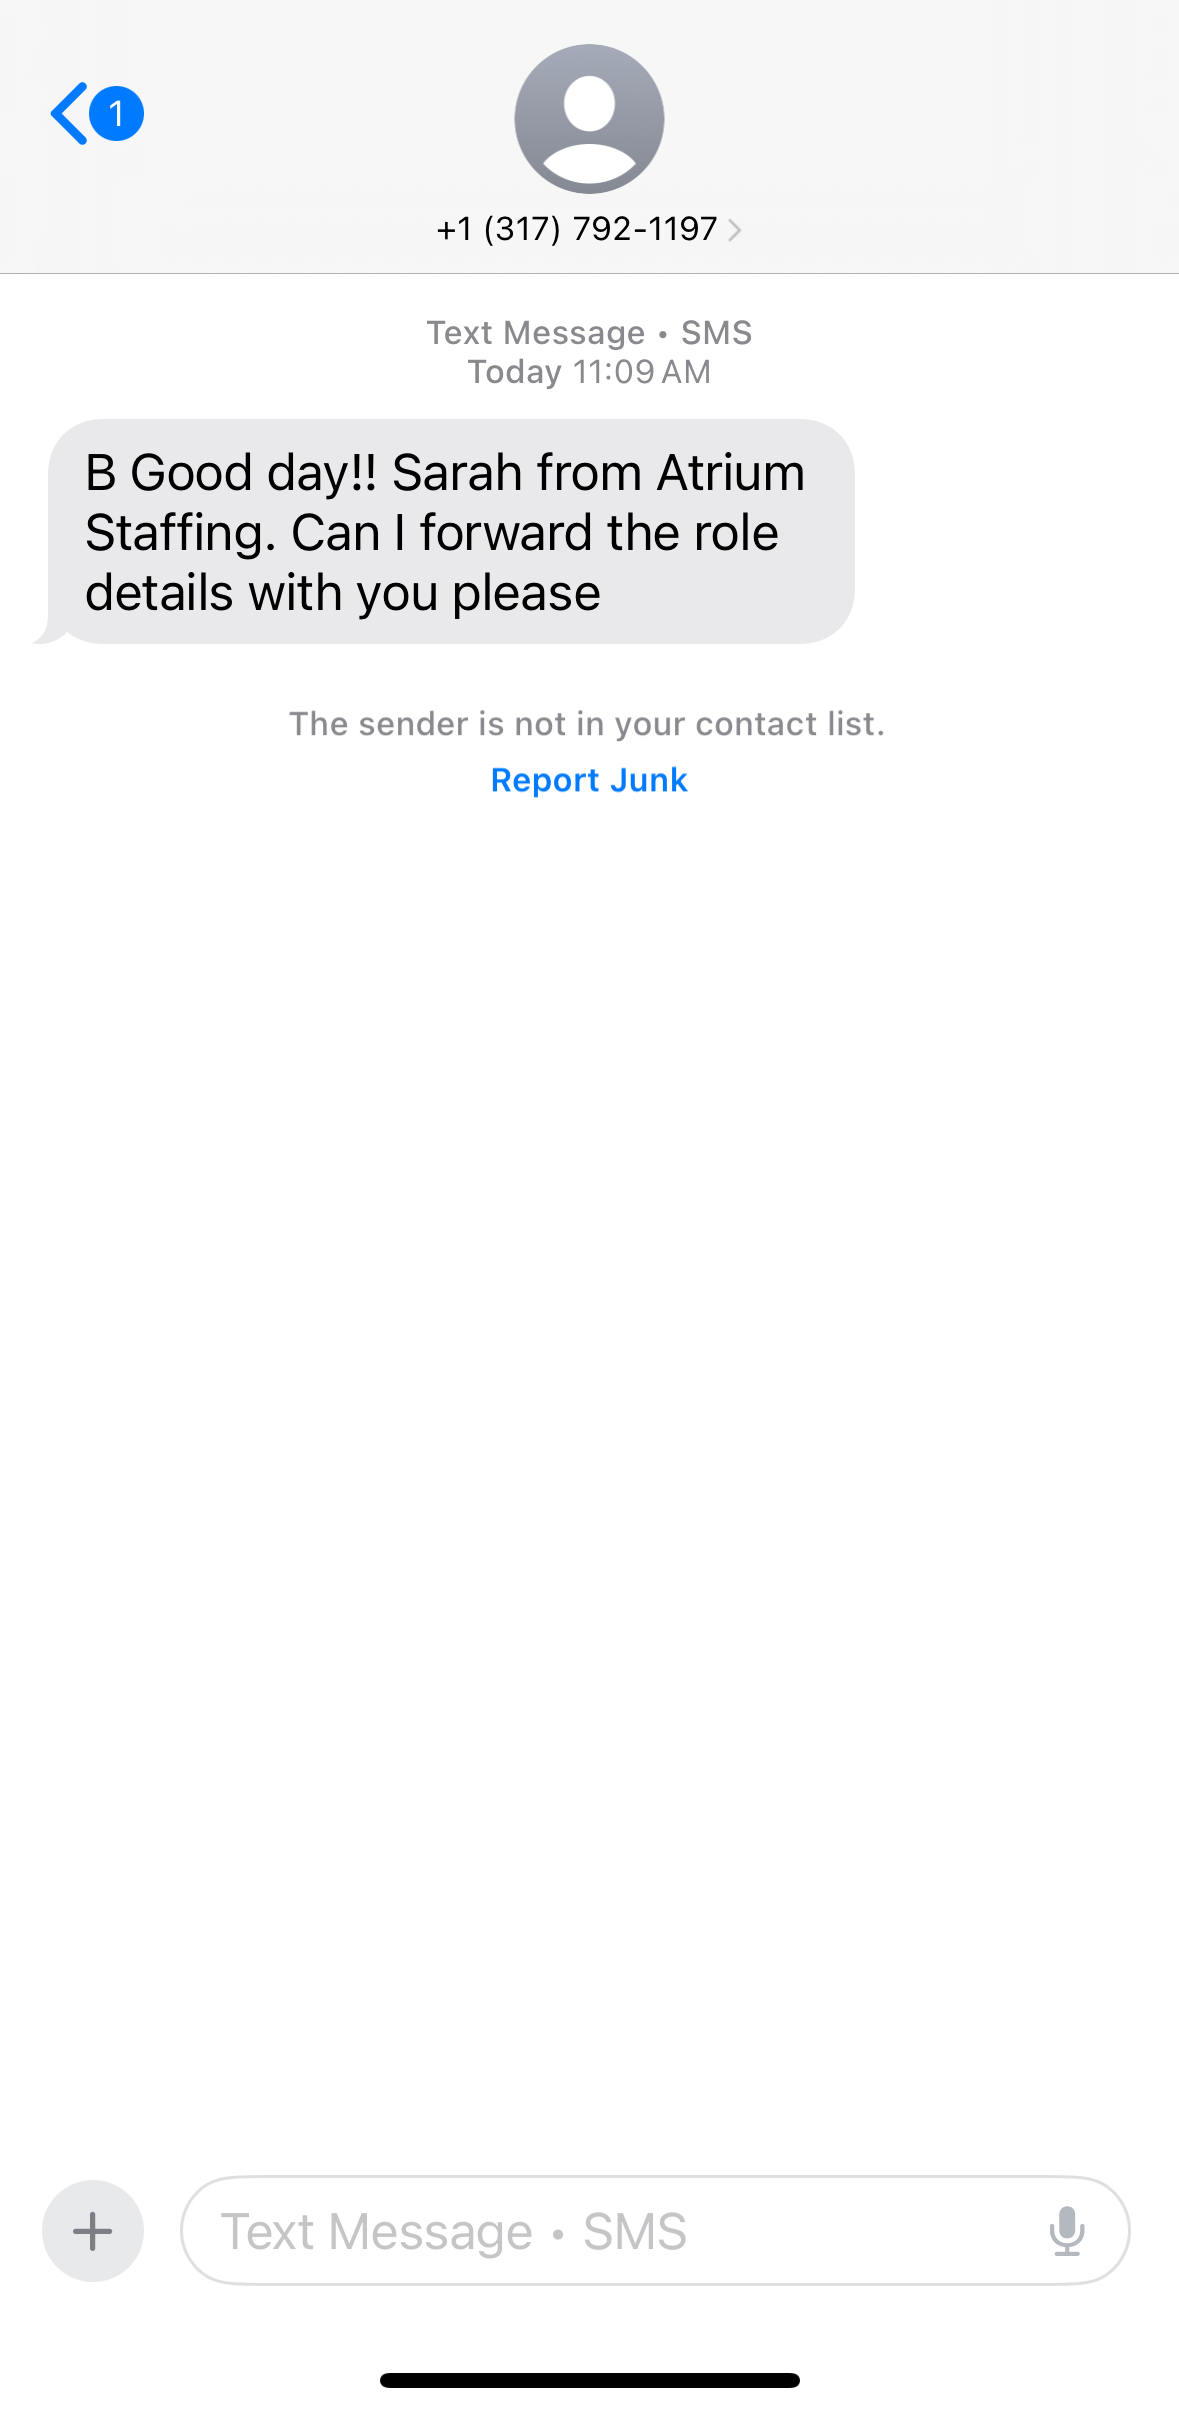 1
+1 (317) 792-1197
Text Message • SMS
Today 11:09 AM
B Good day!! Sarah from Atrium
Staffing. Can I forward the role
details with you please
The sender is not in your contact list.
Report Junk
Text Message • SMS